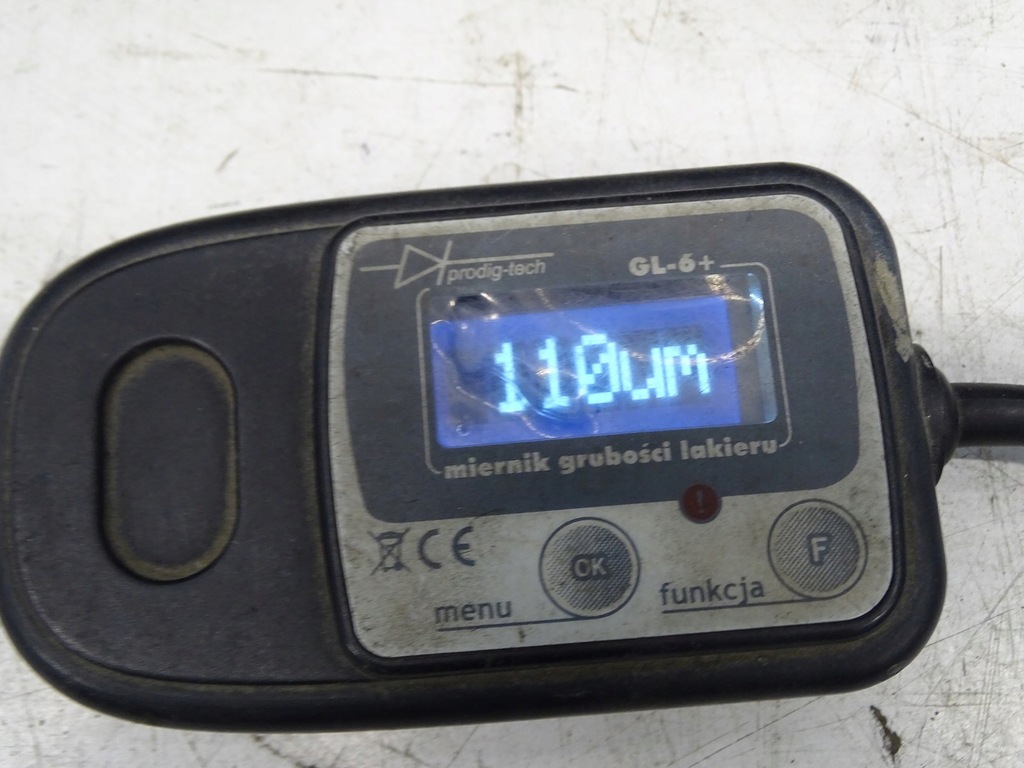 prodig-tech
GL-6+
110um
miernik grubości lakieru
!
CE
OK
F
menu
funkcja